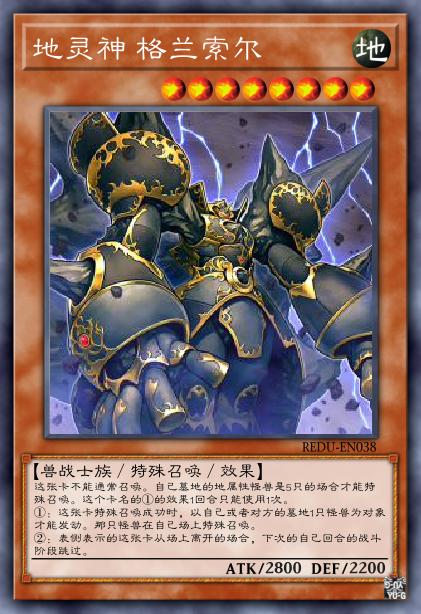 地灵神 格兰索尔
地
REDU-EN038
【兽战士族／特殊召唤／效果】
这张卡不能通常召唤。自己墓地的地属性怪兽是5只的场合才能特
殊召唤。这个卡名的①的效果1回合只能使用1次。
①：这张卡特殊召唤成功时，以自己或者对方的墓地1只怪兽为对象
才能发动。那只怪兽在自己场上特殊召唤。
②：表侧表示的这张卡从场上离开的场合，下次的自己回合的战斗
阶段跳过。
ATK/2800 DEF/2200